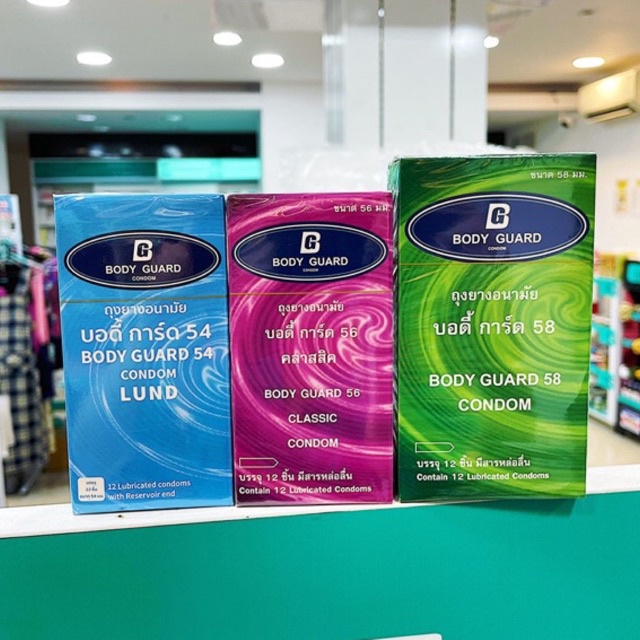 BODY GUARD
CONDOM
ถุงยางอนามัย
บอดี้ การ์ด 54
BODY GUARD 54
CONDOM
LUND
12 Lubricated condoms
with Reservoir end
ขนาด 56 มม.
BODY GUARD
CONDOM
ถุงยางอนามัย
บอดี้ การ์ด 56
คลาสสิค
BODY GUARD 56
CLASSIC
CONDOM
บรรจุ 12 ชิ้น มีสารหล่อลื่น
Contain 12 Lubricated Condoms
ขนาด 58 มม.
BODY GUARD
CONDOM
ถุงยางอนามัย
บอดี้ การ์ด 58
BODY GUARD 58
CONDOM
บรรจุ 12 ชิ้น มีสารหล่อลื่น
Contain 12 Lubricated Condoms